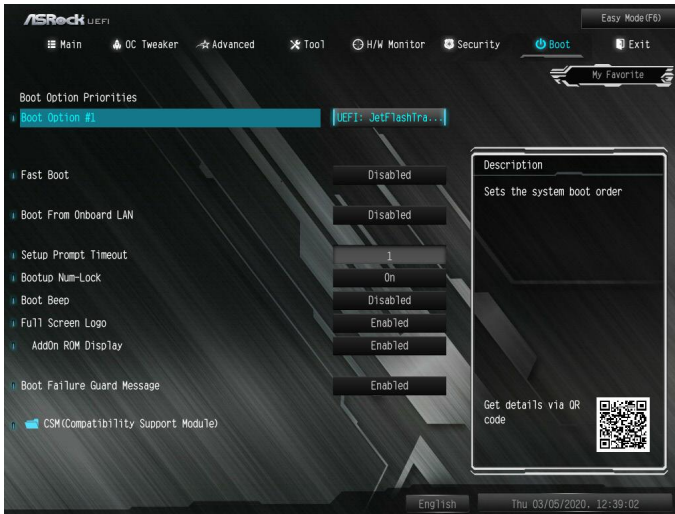 ASRock UEFI
Easy Mode(F6)
Main OC Tweaker Advanced Tool H/W Monitor Security Boot Exit
My Favorite
Boot Option Priorities
Boot Option #1 UEFI: JetFlashTra...
Fast Boot Disabled
Boot From Onboard LAN Disabled
Setup Prompt Timeout 1
Bootup Num-Lock On
Boot Beep Disabled
Full Screen Logo Enabled
AddOn ROM Display Enabled
Boot Failure Guard Message Enabled
CSM(Compatibility Support Module)
Description
Sets the system boot order
Get details via QR
code
English
Thu 03/05/2020. 12:39:02